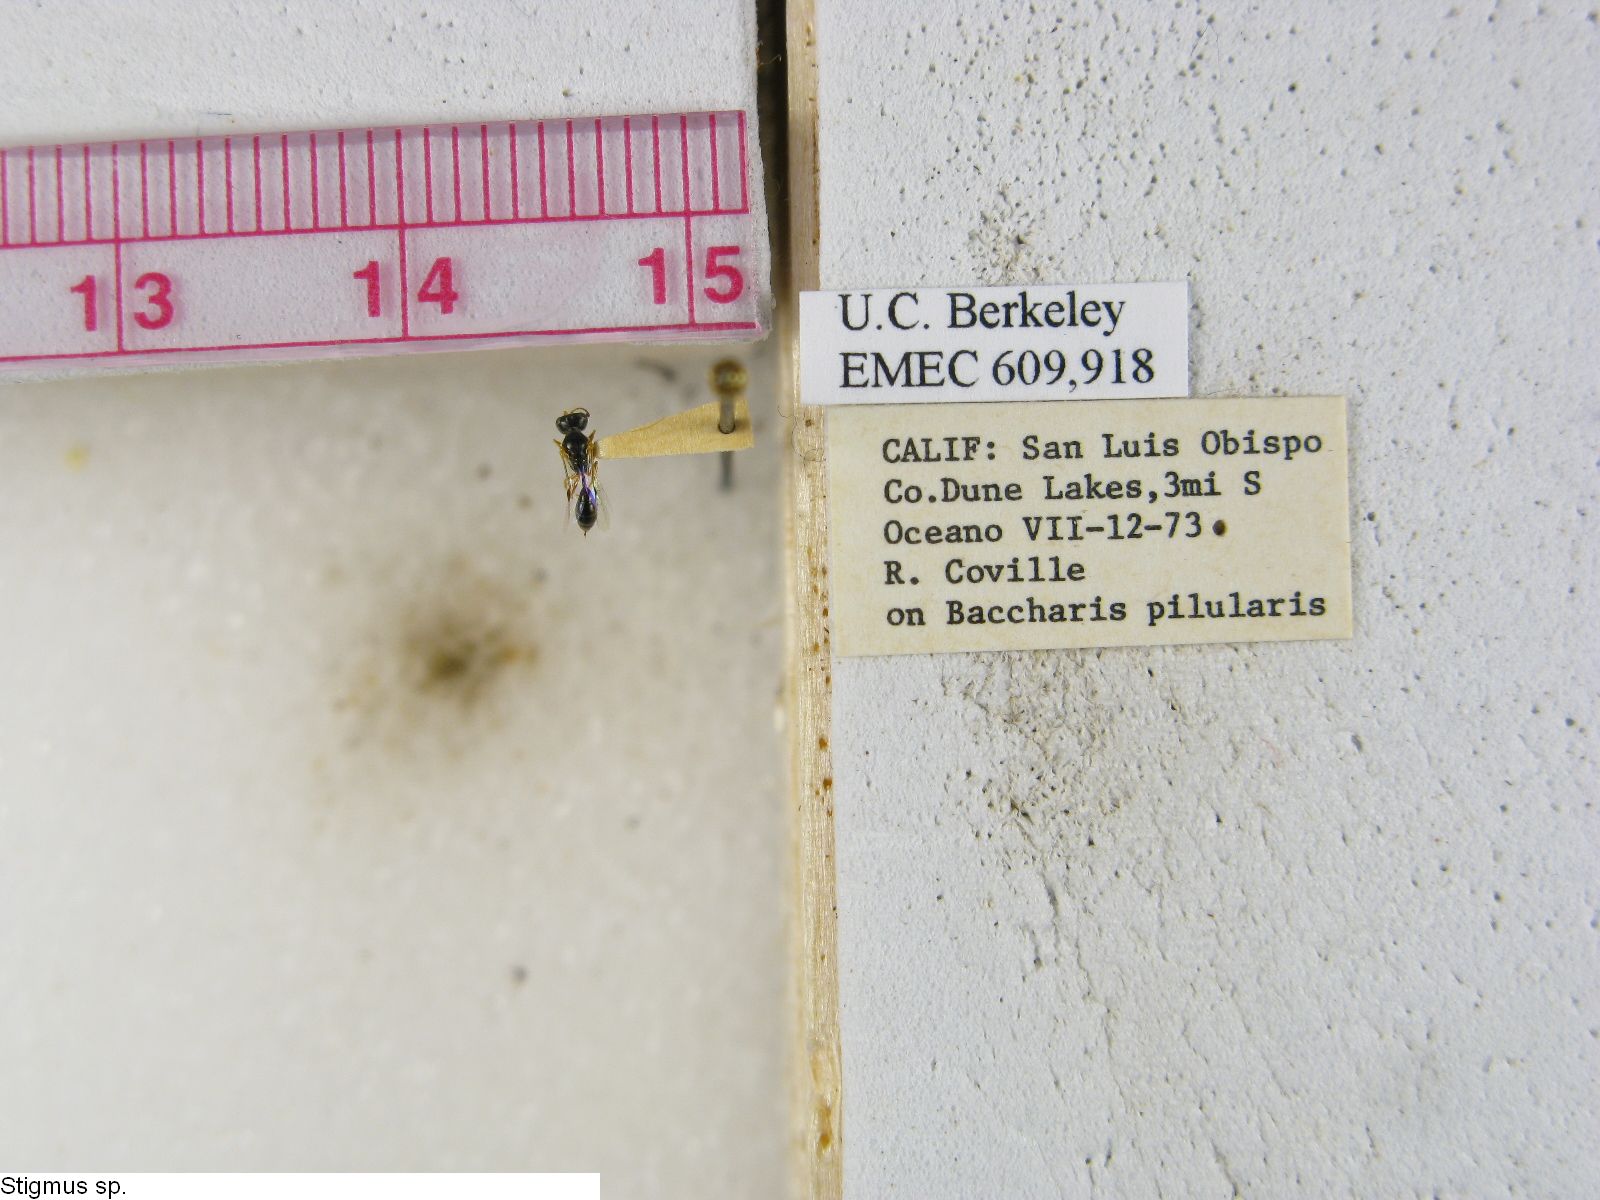 13 14 15
U.C. Berkeley
EMEC 609,918
CALIF: San Luis Obispo
Co.Dune Lakes,3mi S
Oceano VII-12-73
R. Coville
on Baccharis pilularis
Stigmus sp.